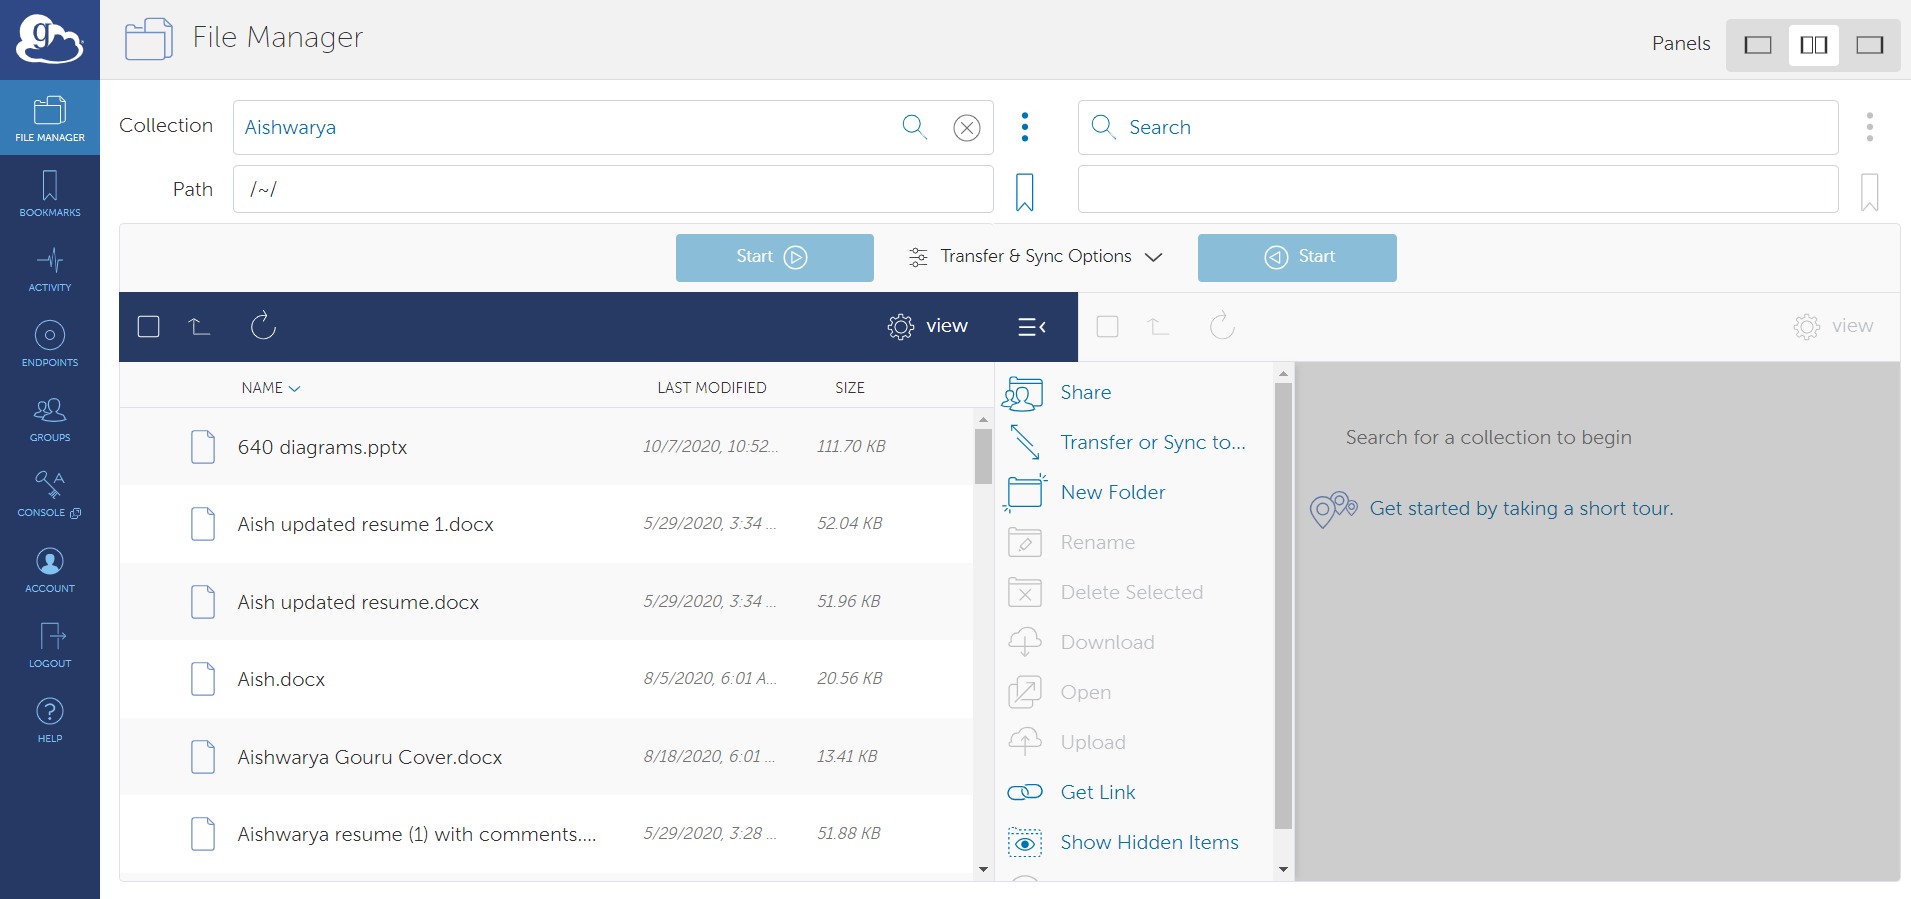 g
File Manager
Panels
FILE MANAGER
BOOKMARKS
ACTIVITY
ENDPOINTS
GROUPS
CONSOLE
ACCOUNT
LOGOUT
HELP
Collection
Aishwarya
Search
Path
/~/
Start
Transfer & Sync Options
Start
view
view
NAME
LAST MODIFIED
SIZE
640 diagrams.pptx 10/7/2020, 10:52... 111.70 KB
Aish updated resume 1.docx 5/29/2020, 3:34 ... 52.04 KB
Aish updated resume.docx 5/29/2020, 3:34 ... 51.96 KB
Aish.docx 8/5/2020, 6:01 A... 20.56 KB
Aishwarya Gouru Cover.docx 8/18/2020, 6:01 ... 13.41 KB
Aishwarya resume (1) with comments.... 5/29/2020, 3:28 ... 51.88 KB
Share
Transfer or Sync to...
New Folder
Rename
Delete Selected
Download
Open
Upload
Get Link
Show Hidden Items
Search for a collection to begin
Get started by taking a short tour.